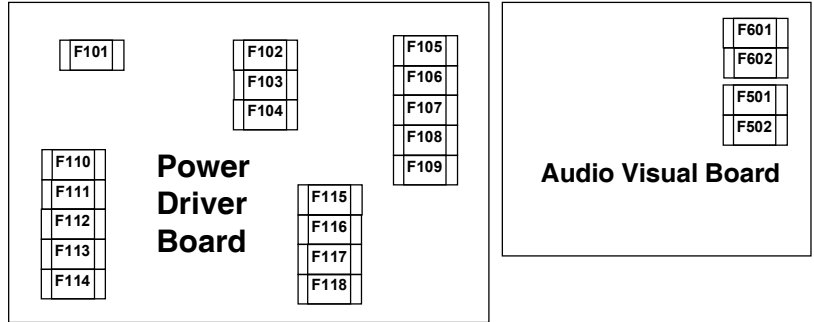 F101
F102
F103
F104
F105
F106
F107
F108
F109
F110
F111
F112
F113
F114
Power
Driver
Board
F115
F116
F117
F118
F601
F602
F501
F502
Audio Visual Board